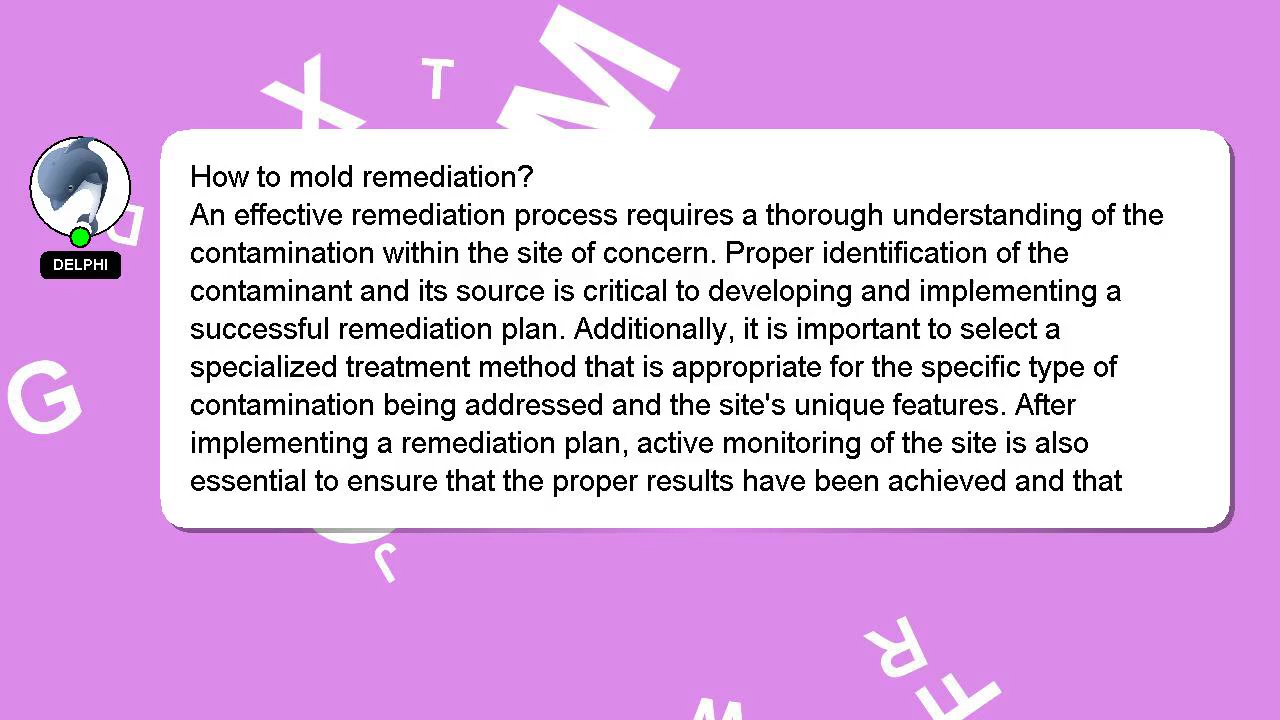 X
T
M
How to mold remediation?
An effective remediation process requires a thorough understanding of the
contamination within the site of concern. Proper identification of the
contaminant and its source is critical to developing and implementing a
successful remediation plan. Additionally, it is important to select a
specialized treatment method that is appropriate for the specific type of
contamination being addressed and the site's unique features. After
implementing a remediation plan, active monitoring of the site is also
essential to ensure that the proper results have been achieved and that
D
DELPHI
G
J
R
F
W